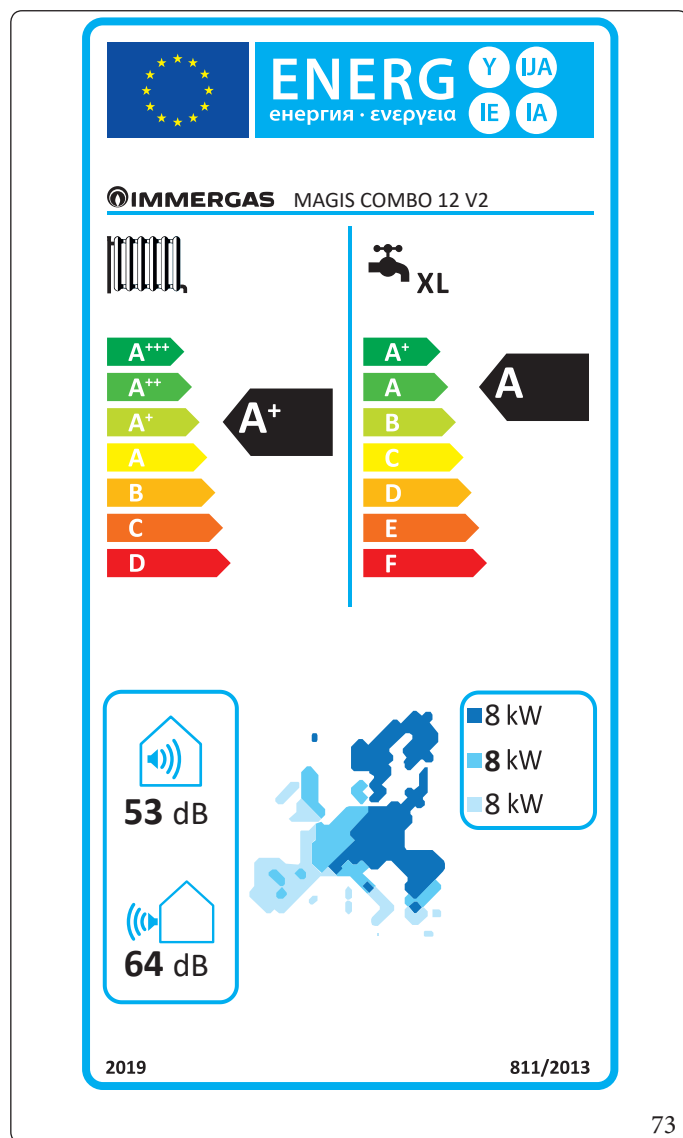 ENERG Y IJA
енергия · ενεργεια IE IA
IMMERGAS MAGIS COMBO 12 V2
XL
A+++
A++
A+
A
B
C
D
A+
A+
A
B
C
D
E
F
A
53 dB
64 dB
8 kW
8 kW
8 kW
2019
811/2013
73